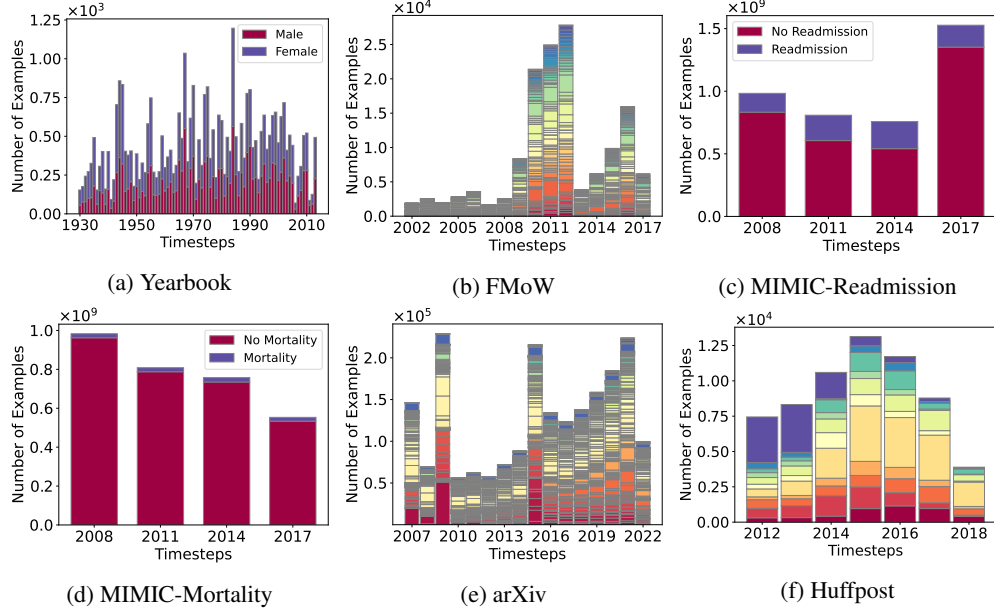 ×10³
1.25
1.00
0.75
0.50
0.25
0.00
Number of Examples
Male
Female
1930 1950 1970 1990 2010
Timesteps
(a) Yearbook
×10⁴
2.5
2.0
1.5
1.0
0.5
0.0
Number of Examples
2002 2005 2008 2011 2014 2017
Timesteps
(b) FMoW
×10⁹
1.5
1.0
0.5
0.0
Number of Examples
No Readmission
Readmission
2008 2011 2014 2017
Timesteps
(c) MIMIC-Readmission
×10⁹
1.0
0.8
0.6
0.4
0.2
0.0
Number of Examples
No Mortality
Mortality
2008 2011 2014 2017
Timesteps
(d) MIMIC-Mortality
×10⁵
2.0
1.5
1.0
0.5
Number of Examples
2007 2010 2013 2016 2019 2022
Timesteps
(e) arXiv
×10⁴
1.25
1.00
0.75
0.50
0.25
0.00
Number of Examples
2012 2014 2016 2018
Timesteps
(f) Huffpost